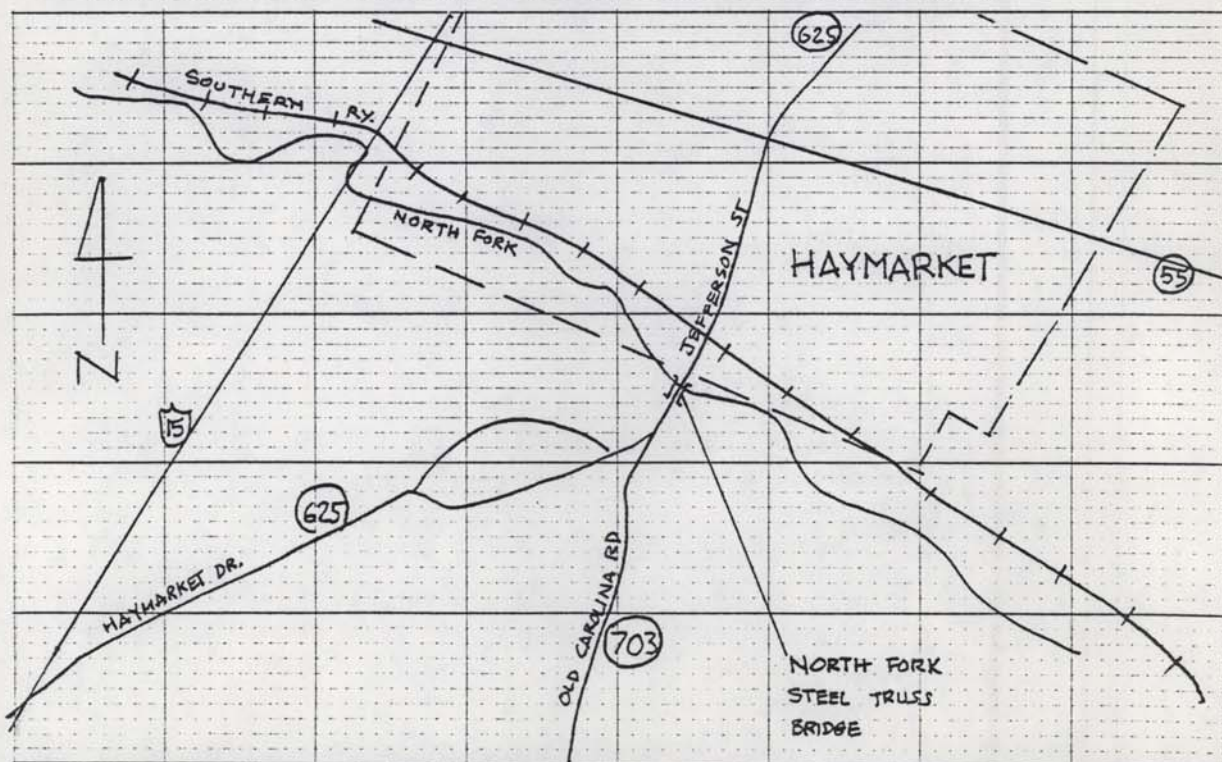 625
SOUTHERN RY.
NORTH FORK
JEFFERSON ST
HAYMARKET
55
N
15
625
HAYMARKET DR.
OLD CAROLINA RD
703
NORTH FORK
STEEL TRUSS
BRIDGE